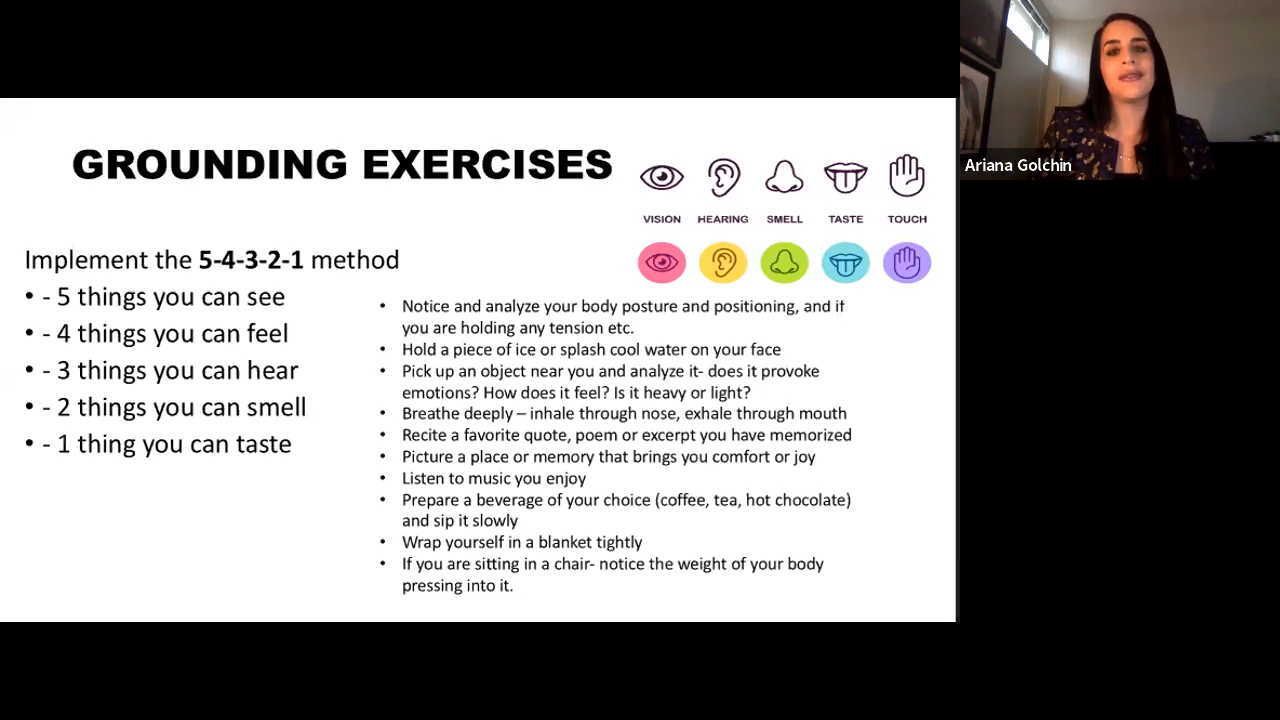 GROUNDING EXERCISES
VISION HEARING SMELL TASTE TOUCH
Implement the 5-4-3-2-1 method
• - 5 things you can see
• - 4 things you can feel
• - 3 things you can hear
• - 2 things you can smell
• - 1 thing you can taste
• Notice and analyze your body posture and positioning, and if
you are holding any tension etc.
• Hold a piece of ice or splash cool water on your face
• Pick up an object near you and analyze it- does it provoke
emotions? How does it feel? Is it heavy or light?
• Breathe deeply – inhale through nose, exhale through mouth
• Recite a favorite quote, poem or excerpt you have memorized
• Picture a place or memory that brings you comfort or joy
• Listen to music you enjoy
• Prepare a beverage of your choice (coffee, tea, hot chocolate)
and sip it slowly
• Wrap yourself in a blanket tightly
• If you are sitting in a chair- notice the weight of your body
pressing into it.
Ariana Golchin